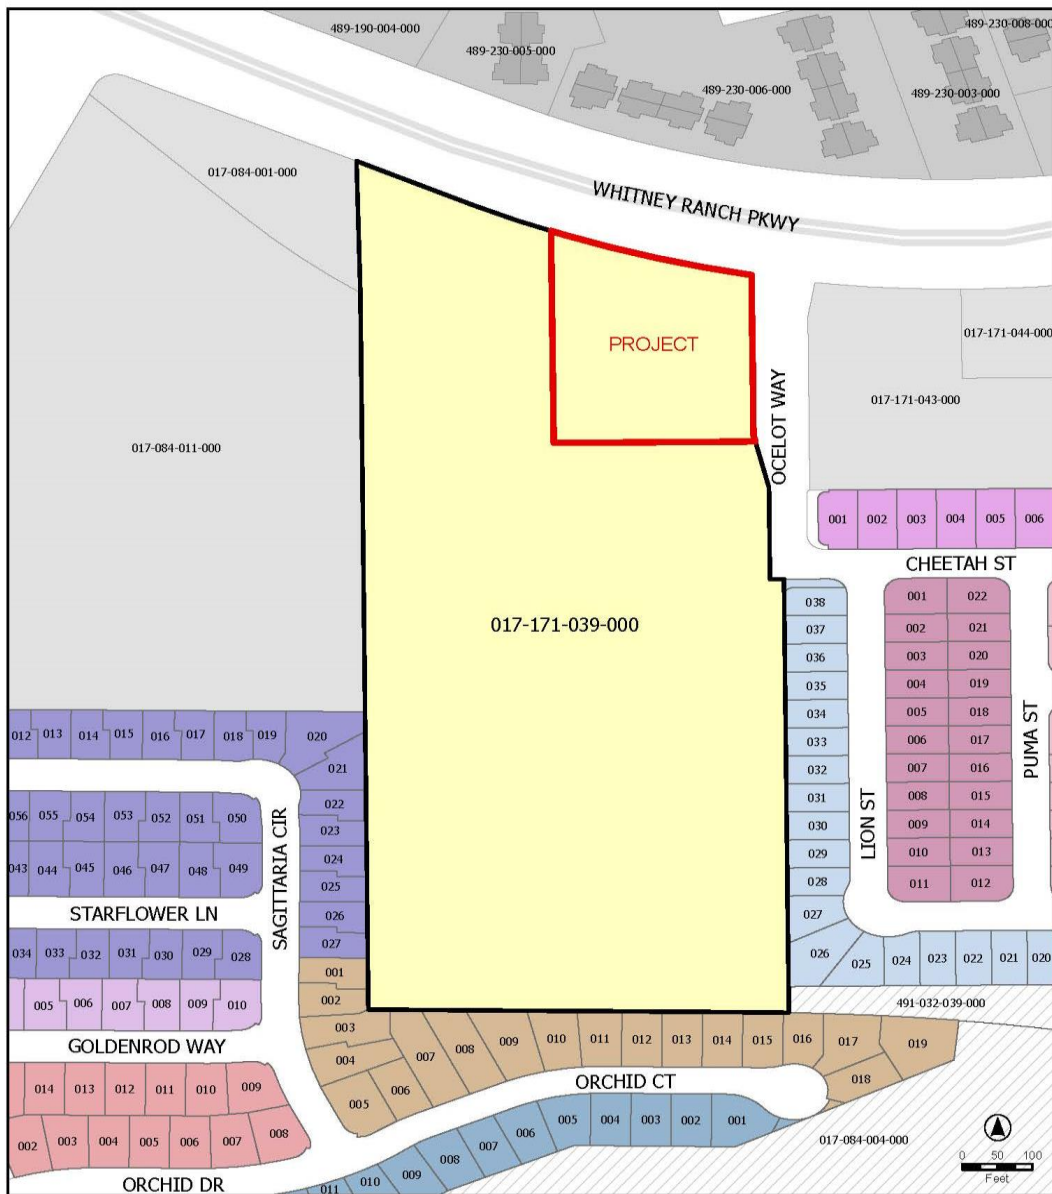 489-190-004-000
489-230-005-000
489-230-008-000
489-230-006-000
489-230-003-000
017-084-001-000
WHITNEY RANCH PKWY
017-171-044-000
PROJECT
017-171-043-000
OCELOT WAY
017-084-011-000
001 002 003 004 005 006
CHEETAH ST
017-171-039-000
038
037
036
035
034
033
032
031
030
029
028
027
026
025 024 023 022 021 020
LION ST
001 022
002 021
003 020
004 019
005 018
006 017
007 016
008 015
009 014
010 013
011 012
PUMA ST
491-032-039-000
012 013 014 015 016 017 018 019 020
021
022
023
024
025
026
027
056 055 054 053 052 051 050
043 044 045 046 047 048 049
SAGITTARIA CIR
STARFLOWER LN
034 033 032 031 030 029 028
005 006 007 008 009 010
GOLDENROD WAY
001
002
003
004
005 006 007 008 009 010 011 012 013 014 015 016 017 019
018
ORCHID CT
014 013 012 011 010 009
002 003 004 005 006 007 008
011 010 009 008 007 006 005 004 003 002 001
ORCHID DR
017-084-004-000
0 50 100
Feet